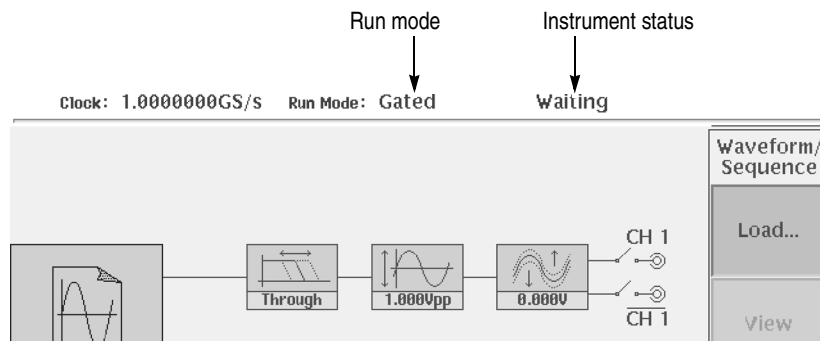 Run mode Instrument status
Clock: 1.0000000GS/s Run Mode: Gated Waiting
Waveform/
Sequence
Load...
CH 1
Through 1.000Vpp 0.000V
CH 1
View